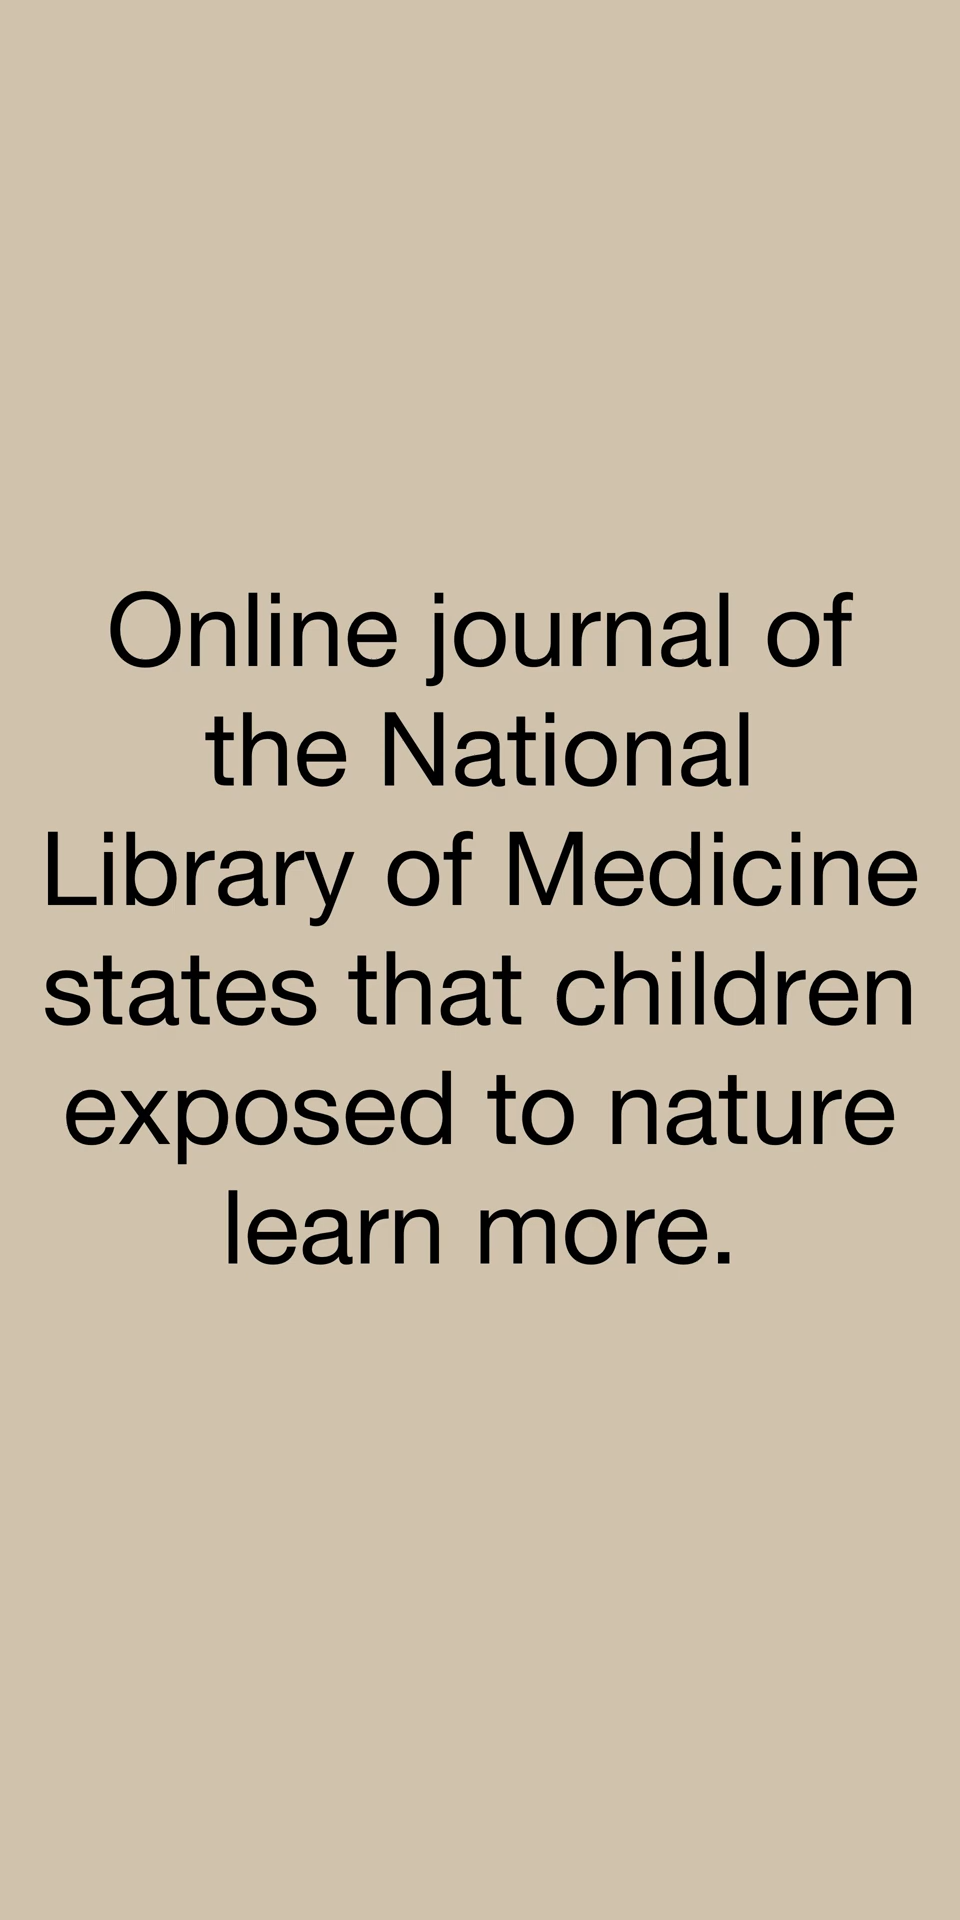 Online journal of
the National
Library of Medicine
states that children
exposed to nature
learn more.